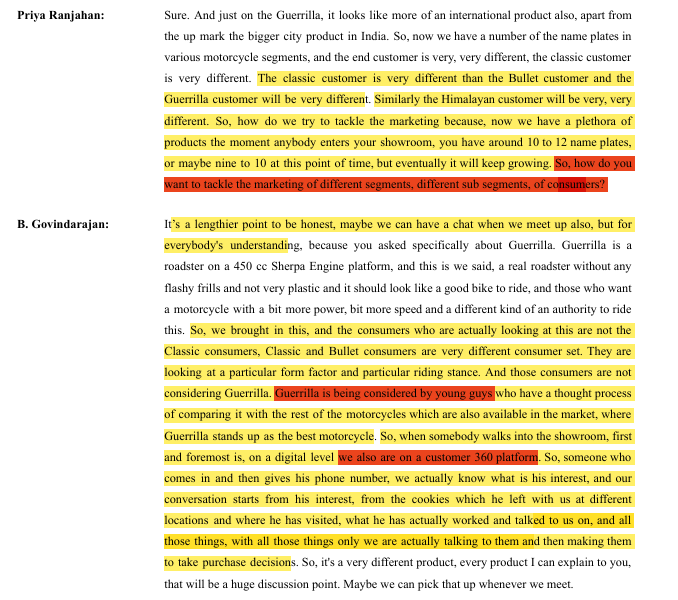 Priya Ranjahan:
Sure. And just on the Guerrilla, it looks like more of an international product also, apart from
the up mark the bigger city product in India. So, now we have a number of the name plates in
various motorcycle segments, and the end customer is very, very different, the classic customer
is very different. The classic customer is very different than the Bullet customer and the
Guerrilla customer will be very different. Similarly the Himalayan customer will be very, very
different. So, how do we try to tackle the marketing because, now we have a plethora of
products the moment anybody enters your showroom, you have around 10 to 12 name plates,
or maybe nine to 10 at this point of time, but eventually it will keep growing. So, how do you
want to tackle the marketing of different segments, different sub segments, of consumers?
B. Govindarajan:
It's a lengthier point to be honest, maybe we can have a chat when we meet up also, but for
everybody's understanding, because you asked specifically about Guerrilla. Guerrilla is a
roadster on a 450 cc Sherpa Engine platform, and this is we said, a real roadster without any
flashy frills and not very plastic and it should look like a good bike to ride, and those who want
a motorcycle with a bit more power, bit more speed and a different kind of an authority to ride
this. So, we brought in this, and the consumers who are actually looking at this are not the
Classic consumers, Classic and Bullet consumers are very different consumer set. They are
looking at a particular form factor and particular riding stance. And those consumers are not
considering Guerrilla. Guerrilla is being considered by young guys who have a thought process
of comparing it with the rest of the motorcycles which are also available in the market, where
Guerrilla stands up as the best motorcycle. So, when somebody walks into the showroom, first
and foremost is, on a digital level we also are on a customer 360 platform. So, someone who
comes in and then gives his phone number, we actually know what is his interest, and our
conversation starts from his interest, from the cookies which he left with us at different
locations and where he has visited, what he has actually worked and talked to us on, and all
those things, with all those things only we are actually talking to them and then making them
to take purchase decisions. So, it's a very different product, every product I can explain to you,
that will be a huge discussion point. Maybe we can pick that up whenever we meet.